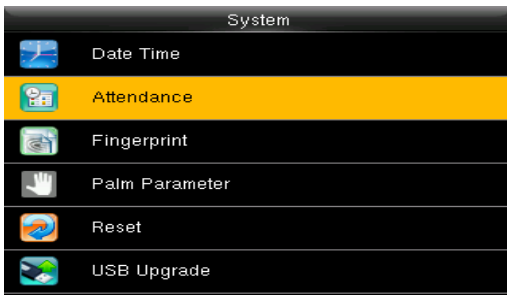 System
Date Time
Attendance
Fingerprint
Palm Parameter
Reset
USB Upgrade